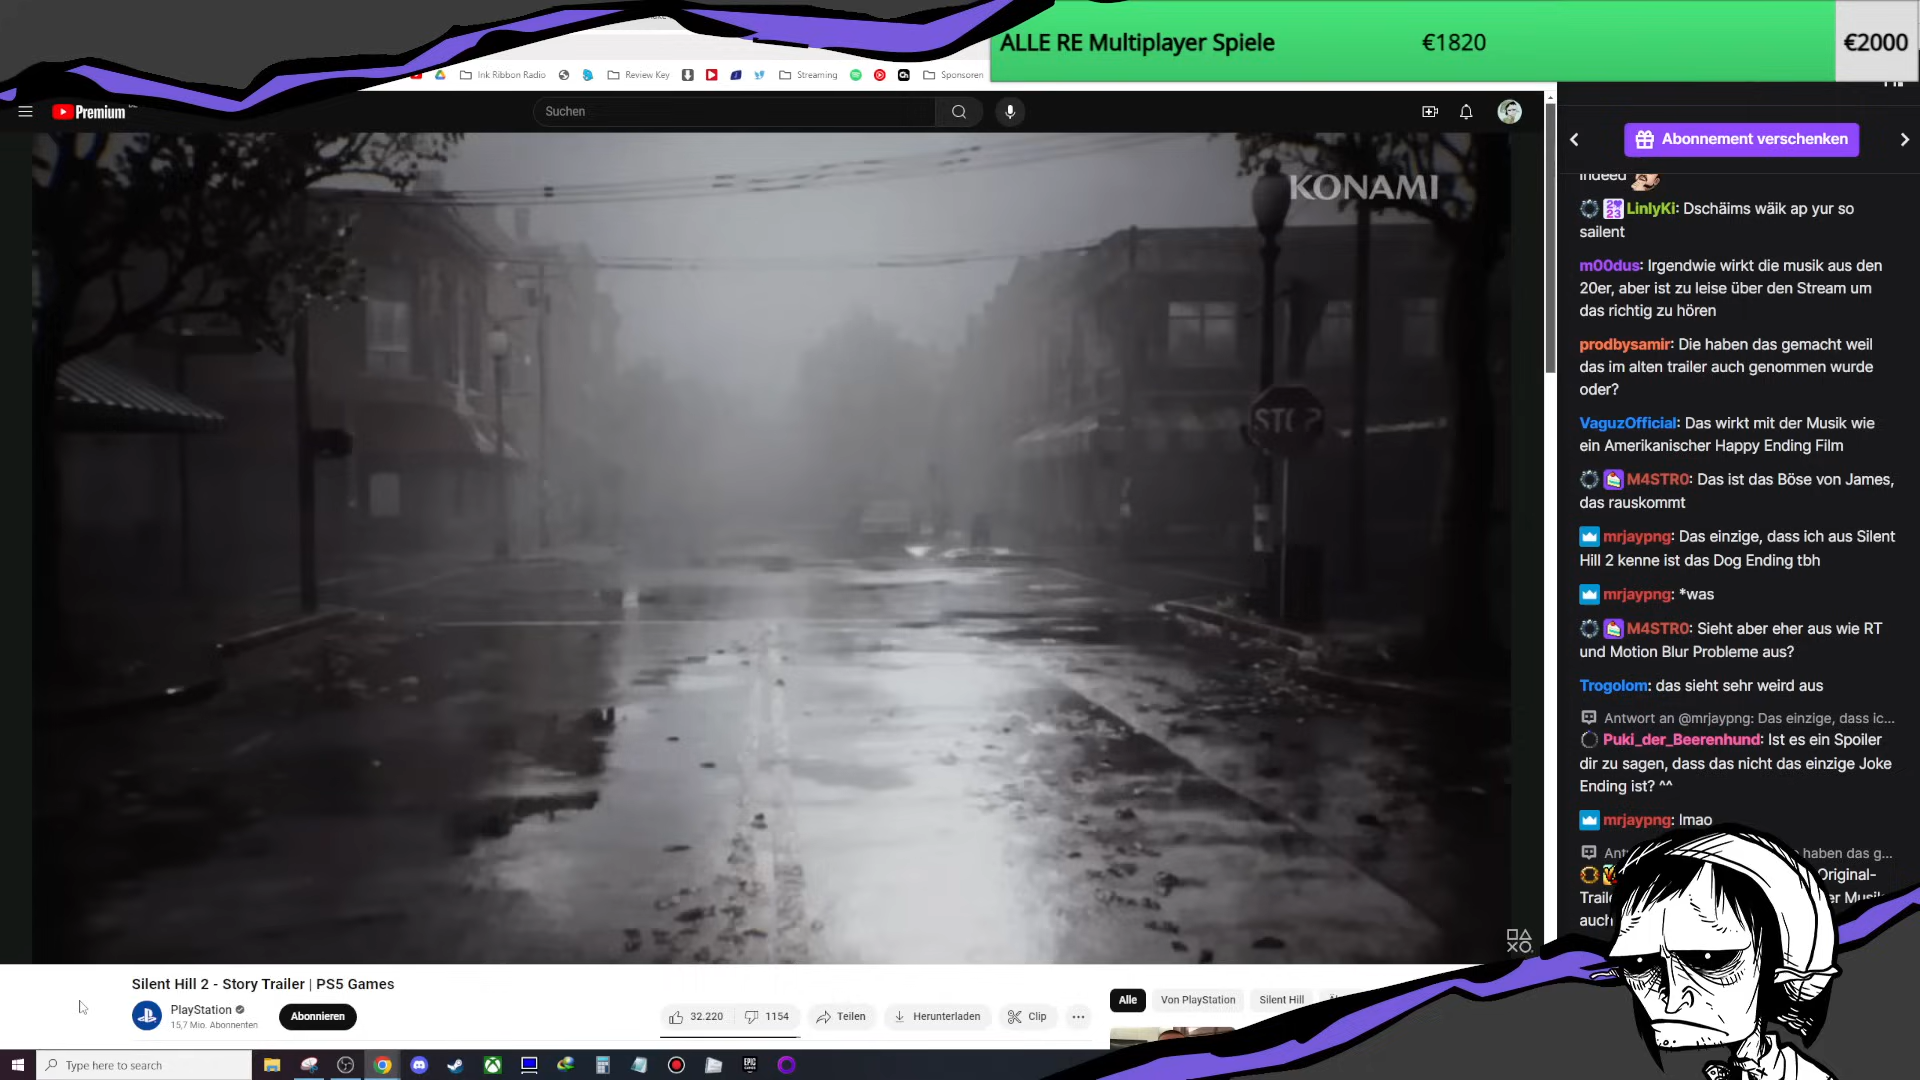 ALLE RE Multiplayer Spiele €1820 €2000
Ink Ribbon Radio Review Key Streaming Sponsoren
Premium
Suchen
Abonnement verschenken
KONAMI
STOP
indeed
LinlyKi: Dschäims wäik ap yur so
sailent
m00dus: Irgendwie wirkt die musik aus den
20er, aber ist zu leise über den Stream um
das richtig zu hören
prodbysamir: Die haben das gemacht weil
das im alten trailer auch genommen wurde
oder?
VaguzOfficial: Das wirkt mit der Musik wie
ein Amerikanischer Happy Ending Film
M4STR0: Das ist das Böse von James,
das rauskommt
mrjaypng: Das einzige, dass ich aus Silent
Hill 2 kenne ist das Dog Ending tbh
mrjaypng: *was
M4STR0: Sieht aber eher aus wie RT
und Motion Blur Probleme aus?
Trogolom: das sieht sehr weird aus
Antwort an @mrjaypng: Das einzige, dass ic...
Puki_der_Beerenhund: Ist es ein Spoiler
dir zu sagen, dass das nicht das einzige Joke
Ending ist? ^^
mrjaypng: lmao
haben das g...
Original-
auch
Silent Hill 2 - Story Trailer | PS5 Games
PlayStation
15,7 Mio. Abonnenten
Abonnieren
32.220 1154 Teilen Herunterladen Clip
Alle Von PlayStation Silent Hill
Type here to search